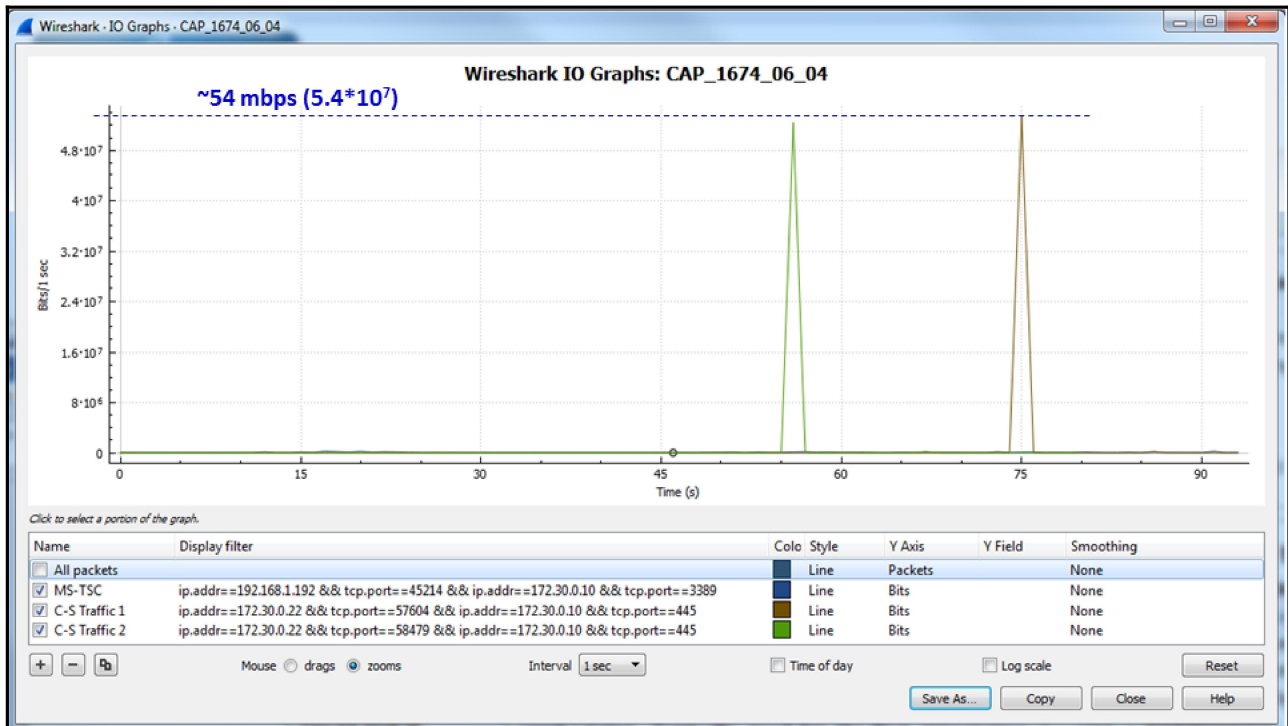 Wireshark · IO Graphs · CAP_1674_06_04
Wireshark IO Graphs: CAP_1674_06_04
~54 mbps (5.4*10⁷)
4.8·10⁷
4·10⁷
3.2·10⁷
2.4·10⁷
1.6·10⁷
8·10⁶
0
Bits/1 sec
0 15 30 45 60 75 90
Time (s)
Click to select a portion of the graph.
Name Display filter Colo Style Y Axis Y Field Smoothing
All packets Line Packets None
MS-TSC ip.addr==192.168.1.192 && tcp.port==45214 && ip.addr==172.30.0.10 && tcp.port==3389 Line Bits None
C-S Traffic 1 ip.addr==172.30.0.22 && tcp.port==57604 && ip.addr==172.30.0.10 && tcp.port==445 Line Bits None
C-S Traffic 2 ip.addr==172.30.0.22 && tcp.port==58479 && ip.addr==172.30.0.10 && tcp.port==445 Line Bits None
+ − Mouse drags zooms Interval 1 sec Time of day Log scale Reset
Save As... Copy Close Help